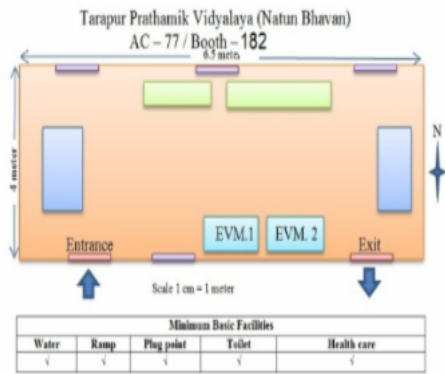 Tarapur Prathamik Vidyalaya (Natun Bhavan)
AC – 77 / Booth – 182
6.5 meter
4 meter
N
EVM.1 EVM. 2
Entrance Exit
Scale 1 cm = 1 meter
Minimum Basic Facilities
Water Ramp Plug point Toilet Health care
√ √ √ √ √